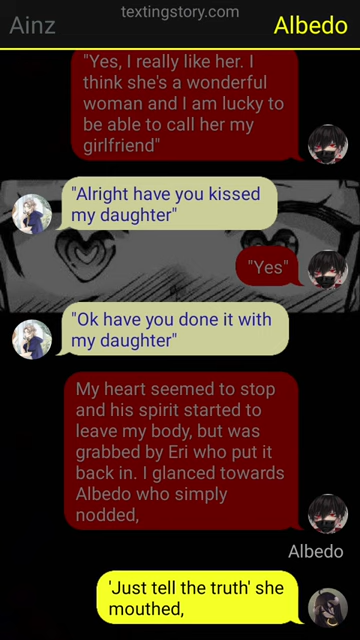 textingstory.com
Ainz
Albedo
"Yes, I really like her. I
think she's a wonderful
woman and I am lucky to
be able to call her my
girlfriend"
"Alright have you kissed
my daughter"
"Yes"
"Ok have you done it with
my daughter"
My heart seemed to stop
and his spirit started to
leave my body, but was
grabbed by Eri who put it
back in. I glanced towards
Albedo who simply
nodded,
Albedo
'Just tell the truth' she
mouthed,